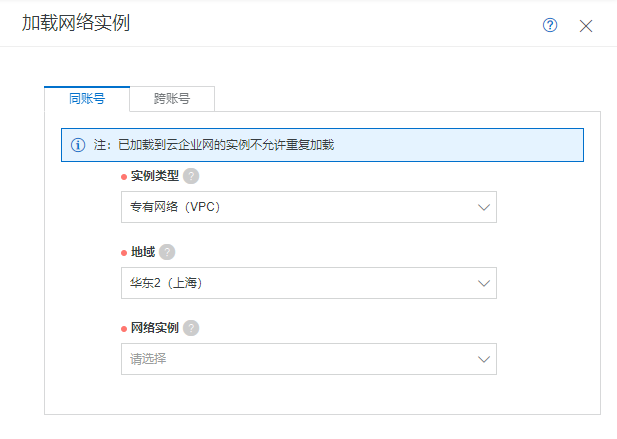 加载网络实例
同账号
跨账号
注：已加载到云企业网的实例不允许重复加载
实例类型
专有网络（VPC）
地域
华东2（上海）
网络实例
请选择